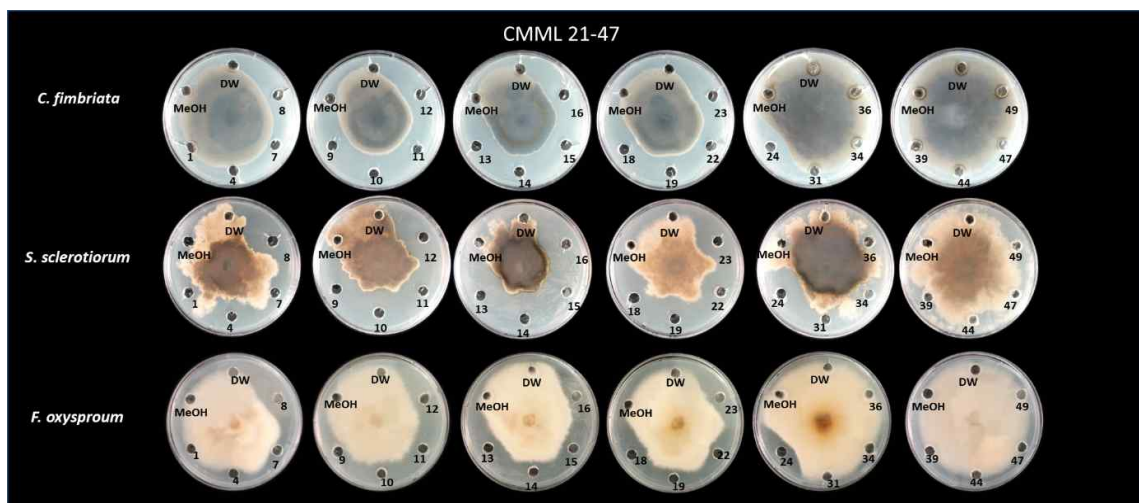 CMML 21-47
C. fimbriata
DW
MeOH
8
1
7
4
DW
MeOH
12
9
11
10
DW
MeOH
16
13
15
14
DW
MeOH
23
18
22
19
DW
MeOH
36
24
34
31
DW
MeOH
49
39
47
44
S. sclerotiorum
DW
MeOH
8
1
7
4
DW
MeOH
12
9
11
10
DW
MeOH
16
13
15
14
DW
MeOH
23
18
22
19
DW
MeOH
36
24
34
31
DW
MeOH
49
39
47
44
F. oxysproum
DW
MeOH
8
1
7
4
DW
MeOH
12
9
11
10
DW
MeOH
16
13
15
14
DW
MeOH
23
18
22
19
DW
MeOH
36
24
34
31
DW
MeOH
49
39
47
44